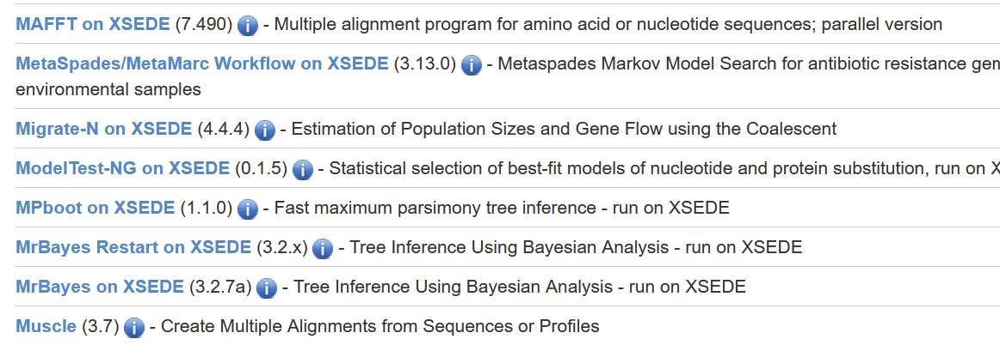 MAFFT on XSEDE (7.490) - Multiple alignment program for amino acid or nucleotide sequences; parallel version
MetaSpades/MetaMarc Workflow on XSEDE (3.13.0) - Metaspades Markov Model Search for antibiotic resistance gen
environmental samples
Migrate-N on XSEDE (4.4.4) - Estimation of Population Sizes and Gene Flow using the Coalescent
ModelTest-NG on XSEDE (0.1.5) - Statistical selection of best-fit models of nucleotide and protein substitution, run on X
MPboot on XSEDE (1.1.0) - Fast maximum parsimony tree inference - run on XSEDE
MrBayes Restart on XSEDE (3.2.x) - Tree Inference Using Bayesian Analysis - run on XSEDE
MrBayes on XSEDE (3.2.7a) - Tree Inference Using Bayesian Analysis - run on XSEDE
Muscle (3.7) - Create Multiple Alignments from Sequences or Profiles